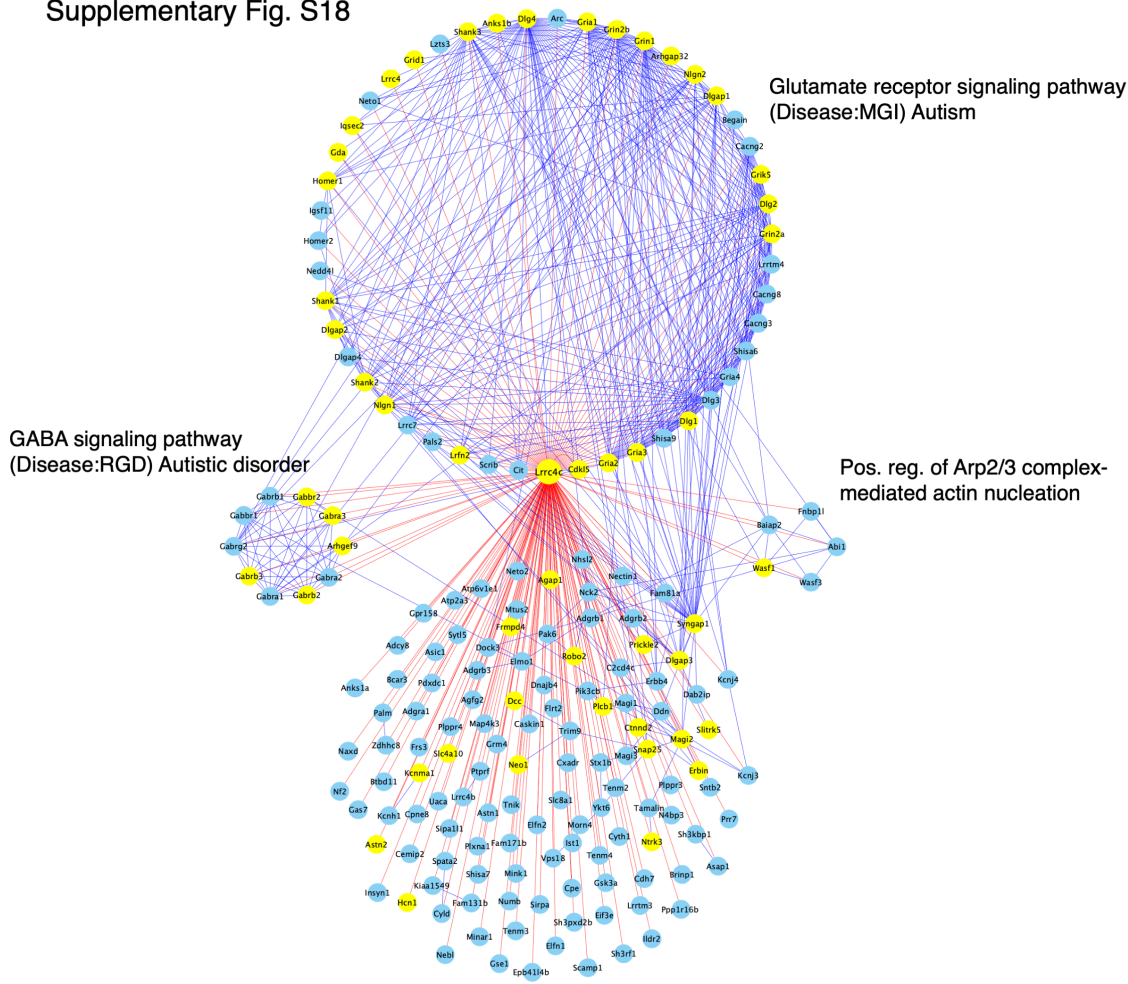 Supplementary Fig. S18
Glutamate receptor signaling pathway
(Disease:MGI) Autism
GABA signaling pathway
(Disease:RGD) Autistic disorder
Pos. reg. of Arp2/3 complex-
mediated actin nucleation
Arc
Gria1
Grin2b
Grin1
Arhgap32
Nlgn2
Dlgap1
Begain
Cacng2
Grik5
Dlg2
Grin2a
Lrrtm4
Cacng8
Cacng3
Shisa6
Gria4
Dlg3
Dlg1
Shisa9
Gria3
Gria2
Cdkl5
Lrrc4c
Cit
Scrib
Lrfn2
Pals2
Lrrc7
Nlgn1
Shank2
Dlgap4
Dlgap2
Shank1
Nedd4l
Homer2
Igsf11
Homer1
Gda
Iqsec2
Neto1
Lrrc4
Grid1
Lzts3
Shank3
Anks1b
Dlg4
Gabrb1
Gabbr2
Gabbr1
Gabra3
Gabrg2
Arhgef9
Gabrb3
Gabra2
Gabra1
Gabrb2
Fnbp1l
Baiap2
Abi1
Wasf1
Wasf3
Nhsl2
Neto2
Agap1
Nectin1
Nck2
Fam81a
Atp6v1e1
Atp2a3
Gpr158
Mtus2
Frmpd4
Adgrb1
Adgrb2
Syngap1
Sytl5
Pak6
Adcy8
Asic1
Dock3
Prickle2
Elmo1
Robo2
Dlgap3
Adgrb3
C2cd4c
Bcar3
Pdxdc1
Anks1a
Dnajb4
Pik3cb
Erbb4
Kcnj4
Dab2ip
Agfg2
Dcc
Flrt2
Plcb1
Magi1
Ddn
Palm
Adgra1
Plppr4
Map4k3
Caskin1
Trim9
Ctnnd2
Slitrk5
Magi2
Naxd
Zdhhc8
Frs3
Slc4a10
Grm4
Snap25
Magi3
Neo1
Cxadr
Stx1b
Kcnma1
Ptprf
Erbin
Kcnj3
Btbd11
Nf2
Tenm2
Plppr3
Sntb2
Gas7
Kcnh1
Cpne8
Uaca
Lrrc4b
Astn1
Tnik
Slc8a1
Ykt6
Tamalin
N4bp3
Prr7
Sipa1l1
Elfn2
Morn4
Sh3kbp1
Astn2
Cemip2
Plxna1
Fam171b
Ist1
Cyth1
Ntrk3
Spata2
Vps18
Tenm4
Asap1
Shisa7
Mink1
Brinp1
Insyn1
Kiaa1549
Cpe
Gsk3a
Cdh7
Hcn1
Cyld
Fam131b
Numb
Sirpa
Lrrtm3
Ppp1r16b
Sh3pxd2b
Eif3e
Minar1
Tenm3
Elfn1
Ildr2
Nebl
Gse1
Epb41l4b
Scamp1
Sh3rf1